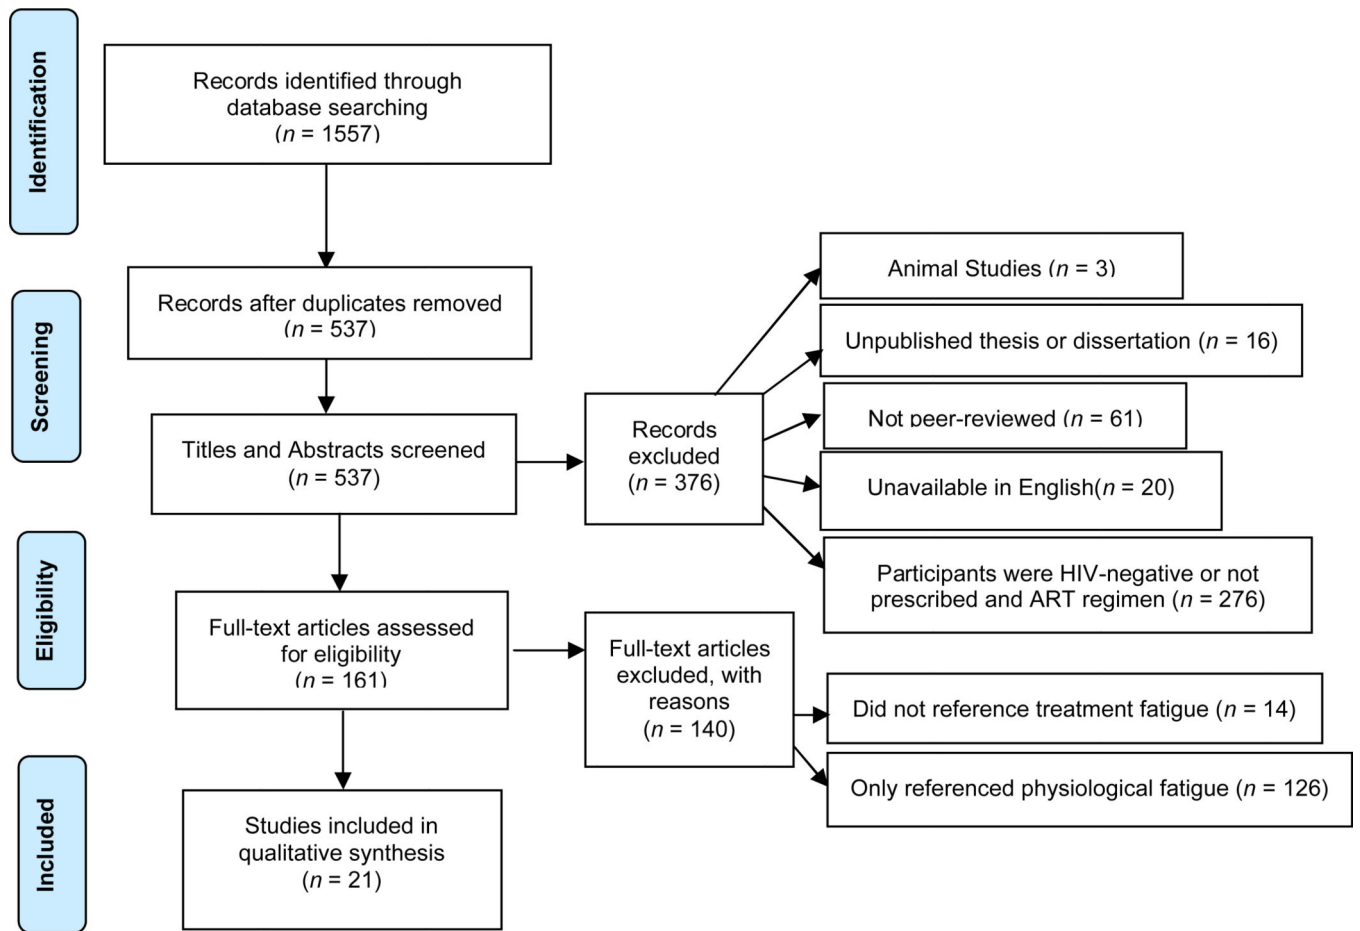 Identification
Records identified through
database searching
(n = 1557)
Screening
Records after duplicates removed
(n = 537)
Titles and Abstracts screened
(n = 537)
Records
excluded
(n = 376)
Animal Studies (n = 3)
Unpublished thesis or dissertation (n = 16)
Not peer-reviewed (n = 61)
Unavailable in English(n = 20)
Participants were HIV-negative or not
prescribed and ART regimen (n = 276)
Eligibility
Full-text articles assessed
for eligibility
(n = 161)
Full-text articles
excluded, with
reasons
(n = 140)
Did not reference treatment fatigue (n = 14)
Only referenced physiological fatigue (n = 126)
Included
Studies included in
qualitative synthesis
(n = 21)